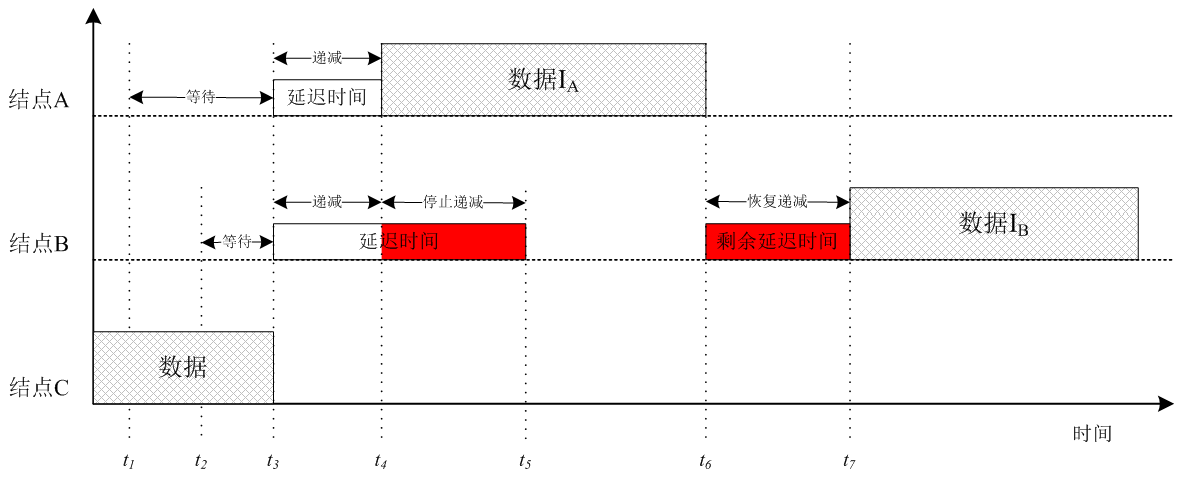 递减
数据IA
结点A
等待
延迟时间
递减
停止递减
恢复递减
结点B
等待
延迟时间
剩余延迟时间
数据IB
数据
结点C
时间
t1
t2
t3
t4
t5
t6
t7